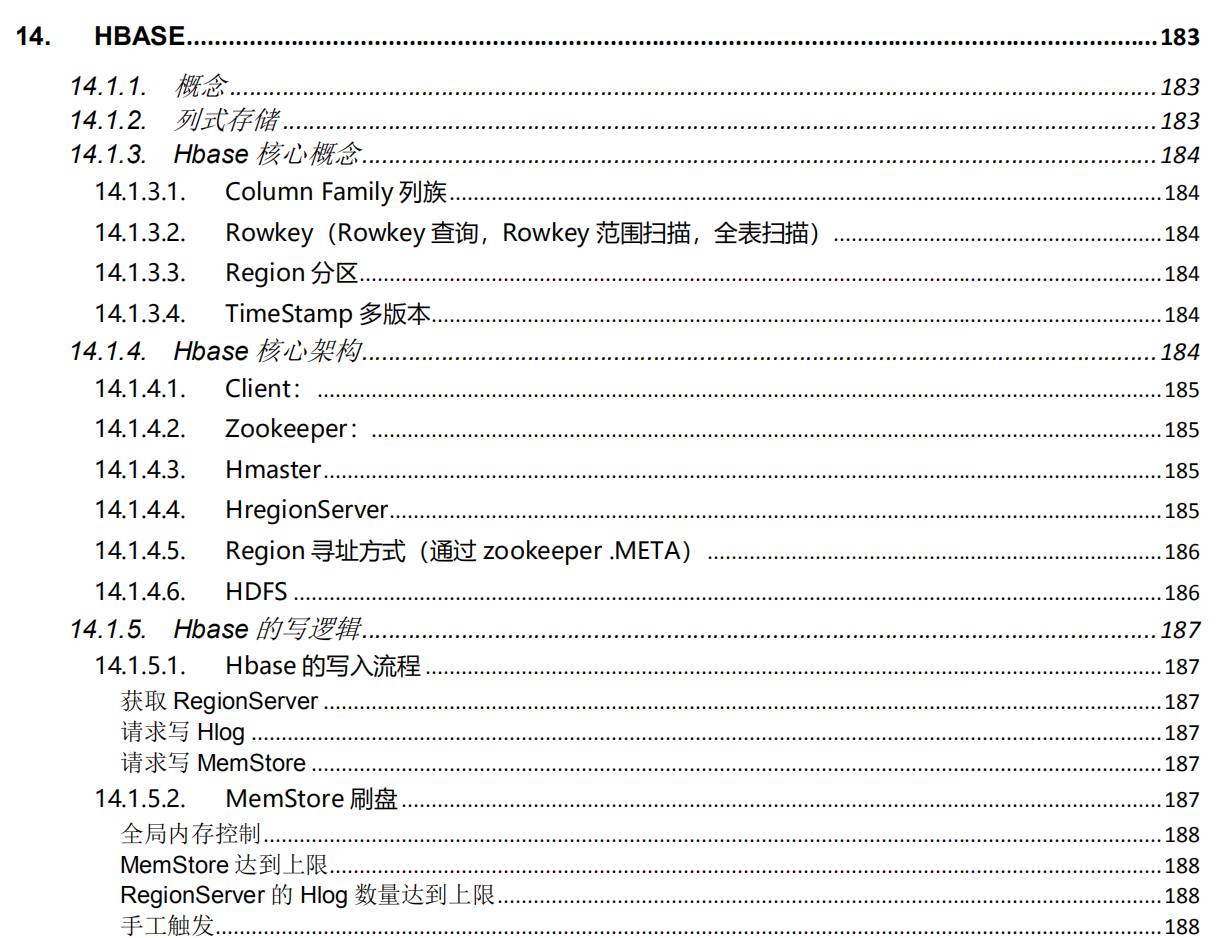 14. HBASE 183
14.1.1. 概念 183
14.1.2. 列式存储 183
14.1.3. Hbase 核心概念 184
14.1.3.1. Column Family 列族 184
14.1.3.2. Rowkey（Rowkey 查询，Rowkey 范围扫描，全表扫描） 184
14.1.3.3. Region 分区 184
14.1.3.4. TimeStamp 多版本 184
14.1.4. Hbase 核心架构 184
14.1.4.1. Client： 185
14.1.4.2. Zookeeper： 185
14.1.4.3. Hmaster 185
14.1.4.4. HregionServer 185
14.1.4.5. Region 寻址方式（通过 zookeeper .META） 186
14.1.4.6. HDFS 186
14.1.5. Hbase 的写逻辑 187
14.1.5.1. Hbase 的写入流程 187
获取 RegionServer 187
请求写 Hlog 187
请求写 MemStore 187
14.1.5.2. MemStore 刷盘 187
全局内存控制 188
MemStore 达到上限 188
RegionServer 的 Hlog 数量达到上限 188
手工触发 188